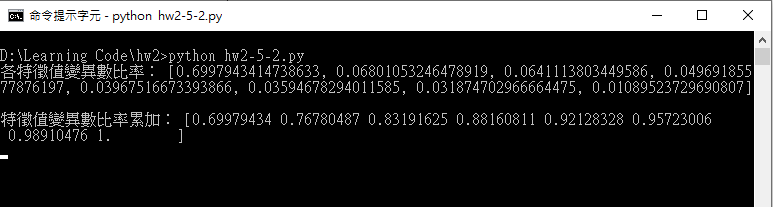 命令提示字元 - python hw2-5-2.py
D:\Learning Code\hw2>python hw2-5-2.py
各特徵值變異數比率： [0.6997943414738633, 0.06801053246478919, 0.0641113803449586, 0.049691855
77876197, 0.03967516673393866, 0.03594678294011585, 0.031874702966664475, 0.01089523729690807]
特徵值變異數比率累加： [0.69979434 0.76780487 0.83191625 0.88160811 0.92128328 0.95723006
0.98910476 1. ]